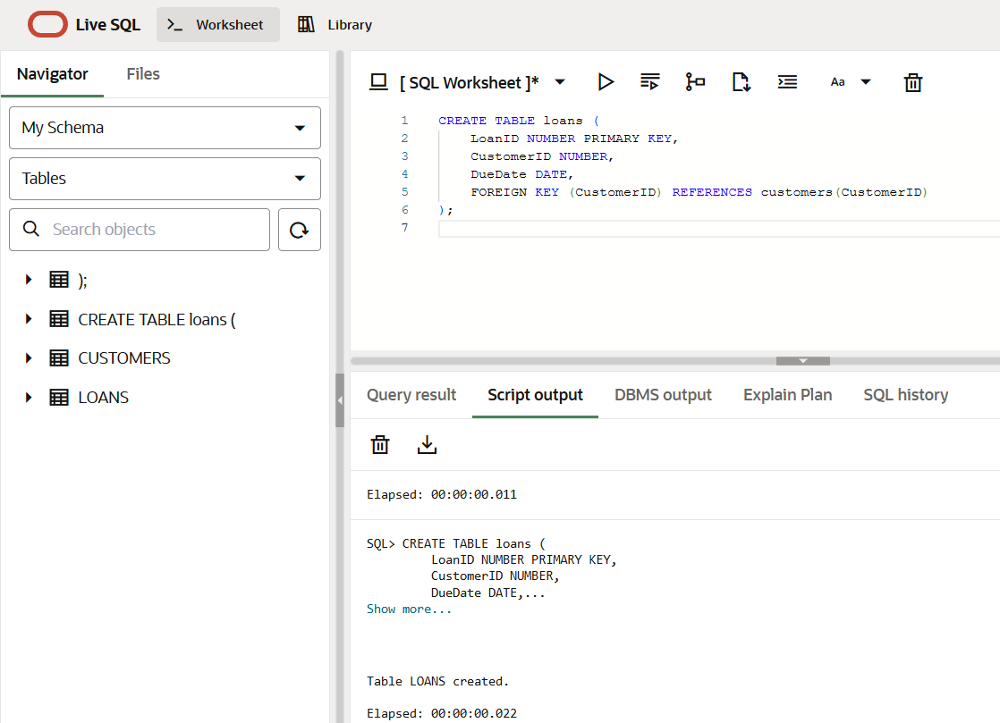 Live SQL
Worksheet
Library
Navigator
Files
My Schema
Tables
Search objects
);
CREATE TABLE loans (
CUSTOMERS
LOANS
[ SQL Worksheet ]*
Aa
1 CREATE TABLE loans (
2 LoanID NUMBER PRIMARY KEY,
3 CustomerID NUMBER,
4 DueDate DATE,
5 FOREIGN KEY (CustomerID) REFERENCES customers(CustomerID)
6 );
7
Query result
Script output
DBMS output
Explain Plan
SQL history
Elapsed: 00:00:00.011
SQL> CREATE TABLE loans (
LoanID NUMBER PRIMARY KEY,
CustomerID NUMBER,
DueDate DATE,...
Show more...
Table LOANS created.
Elapsed: 00:00:00.022